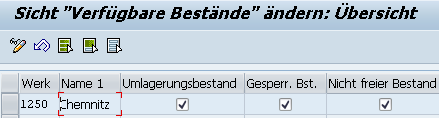 Sicht "Verfügbare Bestände" ändern: Übersicht
Werk Name 1 Umlagerungsbestand Gesperr. Bst. Nicht freier Bestand
1250 Chemnitz